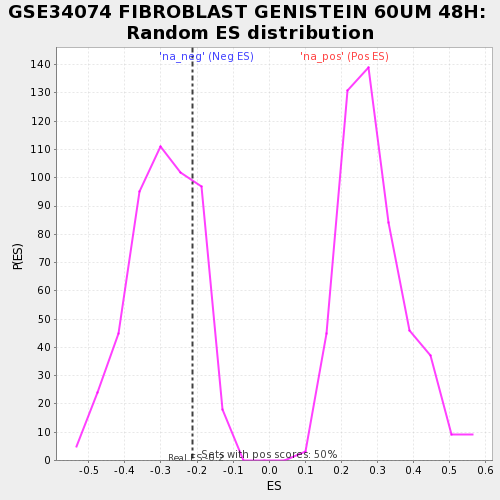 GSE34074 FIBROBLAST GENISTEIN 60UM 48H:
Random ES distribution
'na_neg' (Neg ES) 'na_pos' (Pos ES)
140
130
120
110
100
90
80
70
60
50
40
30
20
10
0
P(ES)
Sets with pos scores: 50%
Real ES
-0.5 -0.4 -0.3 -0.2 -0.1 0.0 0.1 0.2 0.3 0.4 0.5 0.6
ES